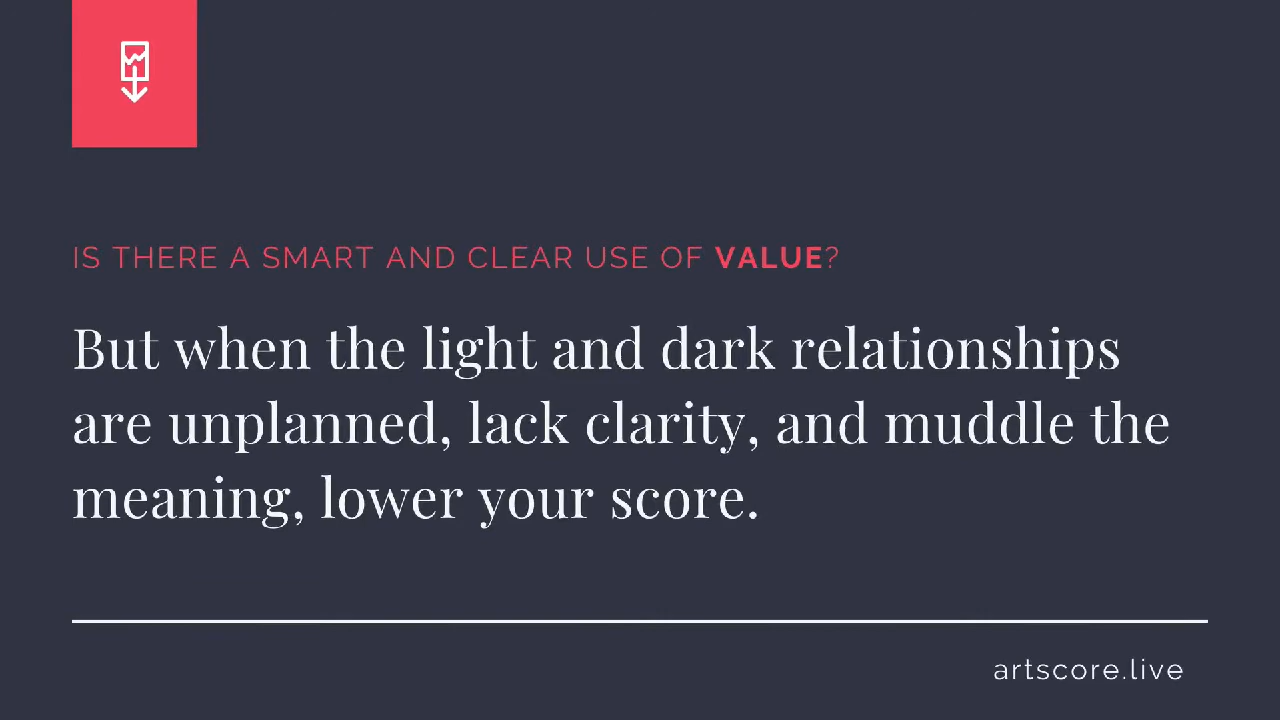 IS THERE A SMART AND CLEAR USE OF VALUE?
But when the light and dark relationships
are unplanned, lack clarity, and muddle the
meaning, lower your score.
artscore.live